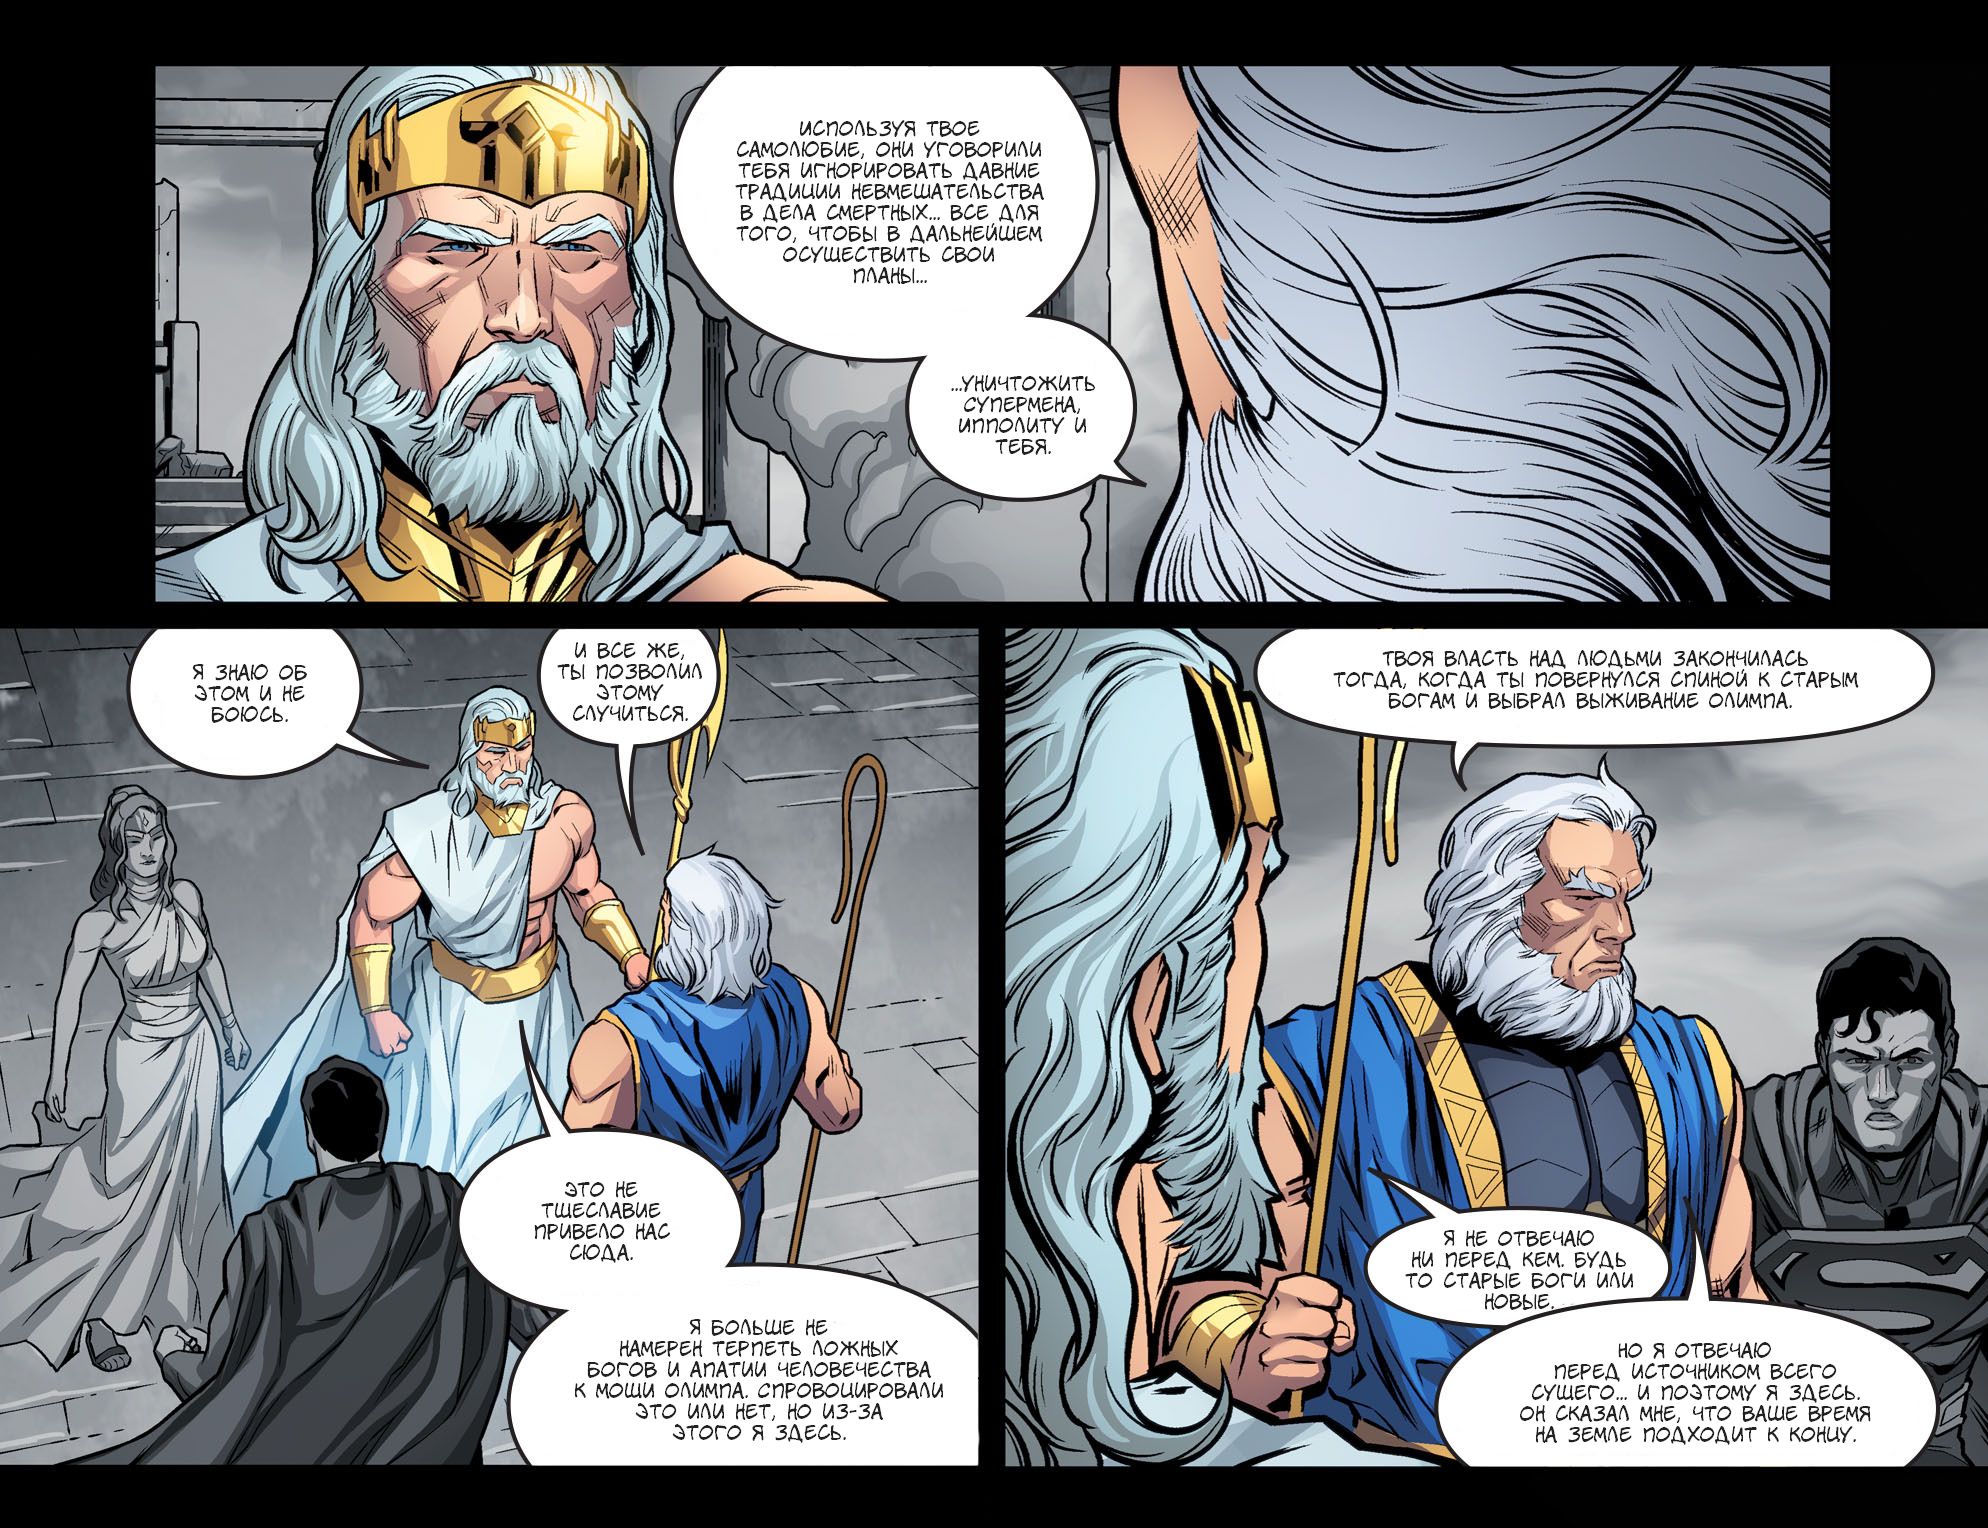 ИСПОЛЬЗУЯ ТВОЕ
САМОЛЮБИЕ, ОНИ УГОВОРИЛИ
ТЕБЯ ИГНОРИРОВАТЬ ДАВНИЕ
ТРАДИЦИИ НЕВМЕШАТЕЛЬСТВА
В ДЕЛА СМЕРТНЫХ... ВСЕ ДЛЯ
ТОГО, ЧТОБЫ В ДАЛЬНЕЙШЕМ
ОСУЩЕСТВИТЬ СВОИ
ПЛАНЫ...
...УНИЧТОЖИТЬ
СУПЕРМЕНА,
ИППОЛИТУ И
ТЕБЯ.
Я ЗНАЮ ОБ
ЭТОМ И НЕ
БОЮСЬ.
И ВСЕ ЖЕ,
ТЫ ПОЗВОЛИЛ
ЭТОМУ
СЛУЧИТЬСЯ.
ЭТО НЕ
ТЩЕСЛАВИЕ
ПРИВЕЛО НАС
СЮДА.
Я БОЛЬШЕ НЕ
НАМЕРЕН ТЕРПЕТЬ ЛОЖНЫХ
БОГОВ И АПАТИИ ЧЕЛОВЕЧЕСТВА
К МОЩИ ОЛИМПА. СПРОВОЦИРОВАЛИ
ЭТО ИЛИ НЕТ, НО ИЗ-ЗА
ЭТОГО Я ЗДЕСЬ.
ТВОЯ ВЛАСТЬ НАД ЛЮДЬМИ ЗАКОНЧИЛАСЬ
ТОГДА, КОГДА ТЫ ПОВЕРНУЛСЯ СПИНОЙ К СТАРЫМ
БОГАМ И ВЫБРАЛ ВЫЖИВАНИЕ ОЛИМПА.
Я НЕ ОТВЕЧАЮ
НИ ПЕРЕД КЕМ. БУДЬ
ТО СТАРЫЕ БОГИ ИЛИ
НОВЫЕ.
НО Я ОТВЕЧАЮ
ПЕРЕД ИСТОЧНИКОМ ВСЕГО
СУЩЕГО... И ПОЭТОМУ Я ЗДЕСЬ.
ОН СКАЗАЛ МНЕ, ЧТО ВАШЕ ВРЕМЯ
НА ЗЕМЛЕ ПОДХОДИТ К КОНЦУ.